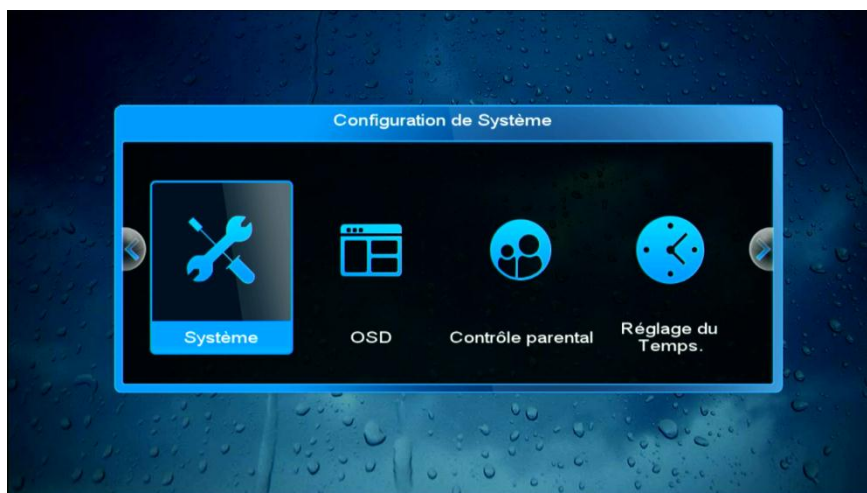 Configuration de Système
Système
OSD
Contrôle parental
Réglage du
Temps.